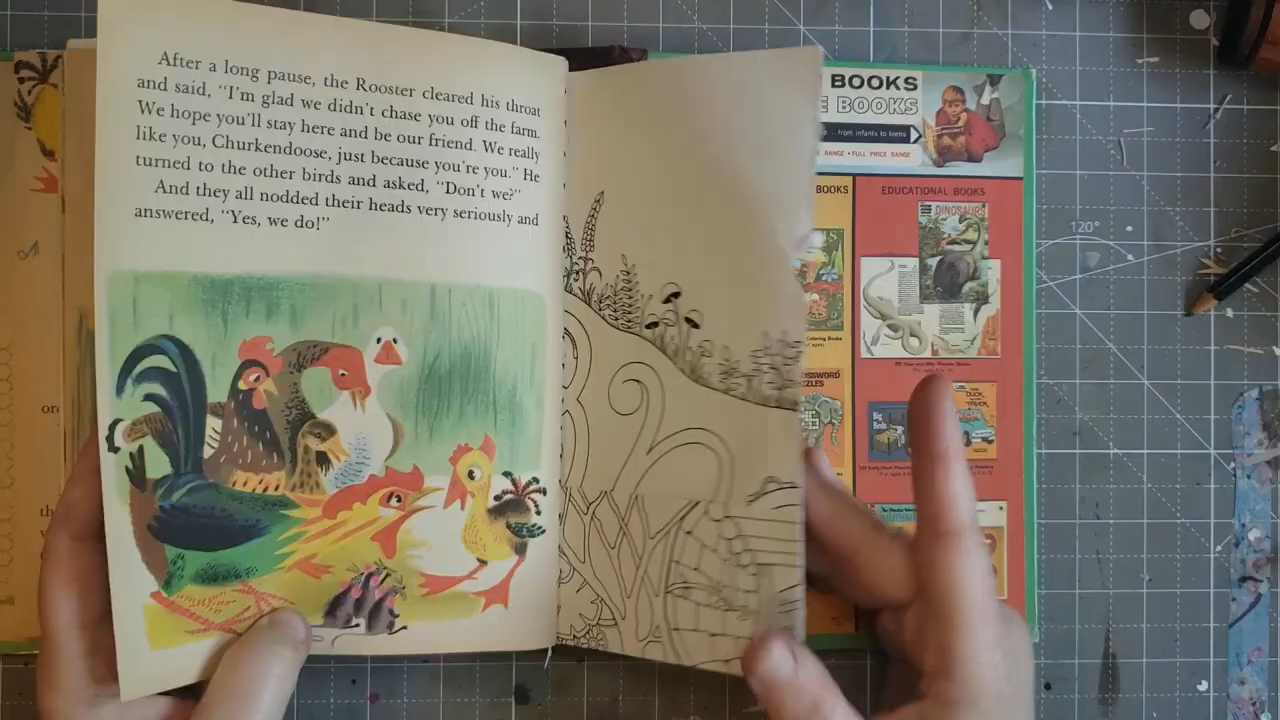 After a long pause, the Rooster cleared his throat
and said, “I’m glad we didn’t chase you off the farm.
We hope you’ll stay here and be our friend. We really
like you, Churkendoose, just because you’re you.” He
turned to the other birds and asked, “Don’t we?”
And they all nodded their heads very seriously and
answered, “Yes, we do!”
BOOKS
BOOKS
...from infants to teens
RANGE • FULL PRICE RANGE
BOOKS
EDUCATIONAL BOOKS
DINOSAURS
Coloring Books
Big
Beds
THE
DUCK
TRUCK
120°